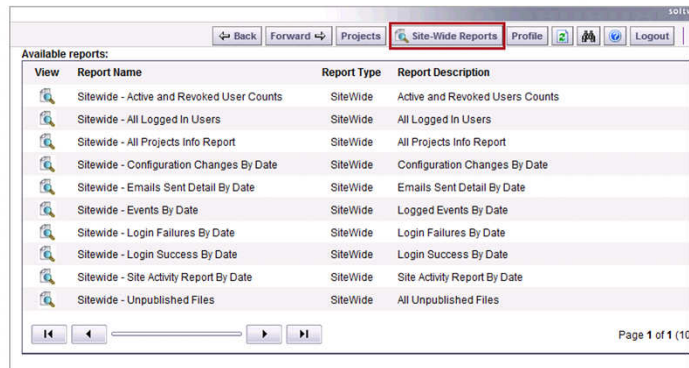 softw
Back Forward Projects Site-Wide Reports Profile Logout
Available reports:
View Report Name Report Type Report Description
Sitewide - Active and Revoked User Counts SiteWide Active and Revoked Users Counts
Sitewide - All Logged In Users SiteWide All Logged In Users
Sitewide - All Projects Info Report SiteWide All Projects Info Report
Sitewide - Configuration Changes By Date SiteWide Configuration Changes By Date
Sitewide - Emails Sent Detail By Date SiteWide Emails Sent Detail By Date
Sitewide - Events By Date SiteWide Logged Events By Date
Sitewide - Login Failures By Date SiteWide Login Failures By Date
Sitewide - Login Success By Date SiteWide Login Success By Date
Sitewide - Site Activity Report By Date SiteWide Site Activity Report By Date
Sitewide - Unpublished Files SiteWide All Unpublished Files
Page 1 of 1 (10